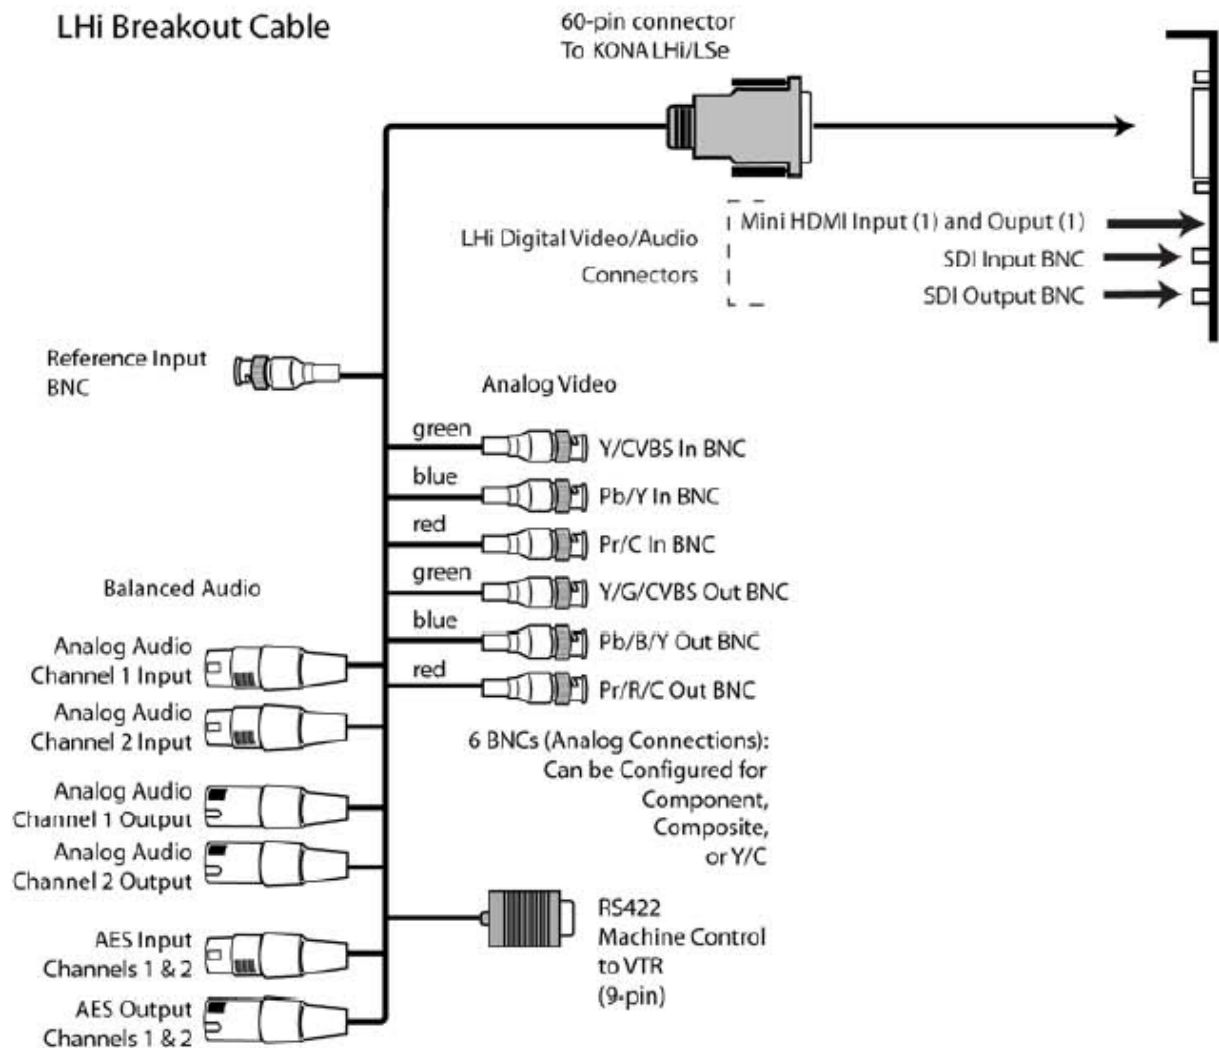 LHi Breakout Cable
60-pin connector
To KONA LHi/LSe
LHi Digital Video/Audio
Connectors
Mini HDMI Input (1) and Ouput (1)
SDI Input BNC
SDI Output BNC
Reference Input
BNC
Analog Video
green
Y/CVBS In BNC
blue
Pb/Y In BNC
red
Pr/C In BNC
green
Y/G/CVBS Out BNC
blue
Pb/B/Y Out BNC
red
Pr/R/C Out BNC
6 BNCs (Analog Connections):
Can be Configured for
Component,
Composite,
or Y/C
Balanced Audio
Analog Audio
Channel 1 Input
Analog Audio
Channel 2 Input
Analog Audio
Channel 1 Output
Analog Audio
Channel 2 Output
AES Input
Channels 1 & 2
AES Output
Channels 1 & 2
RS422
Machine Control
to VTR
(9-pin)